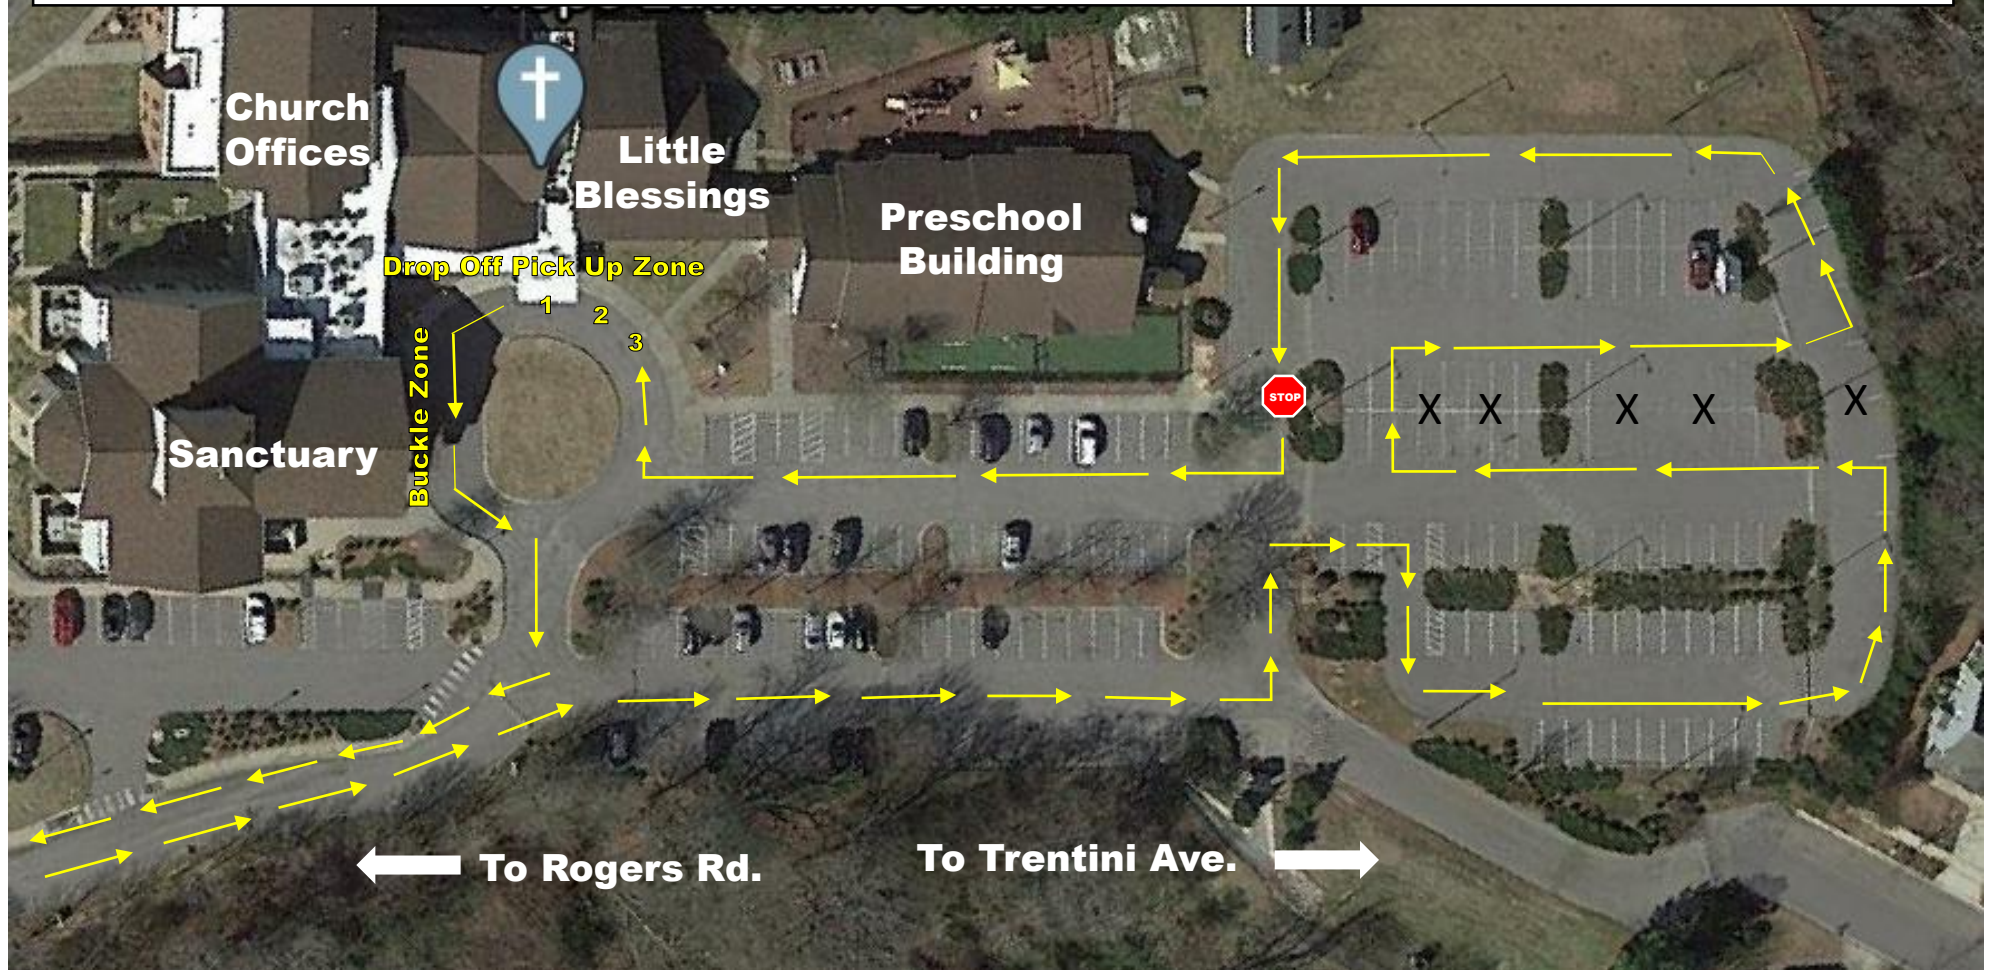 Church
Offices
Little
Blessings
Preschool
Building
Drop Off Pick Up Zone
1
2
3
Buckle Zone
Sanctuary
STOP
X X X X X
To Rogers Rd.
To Trentini Ave.